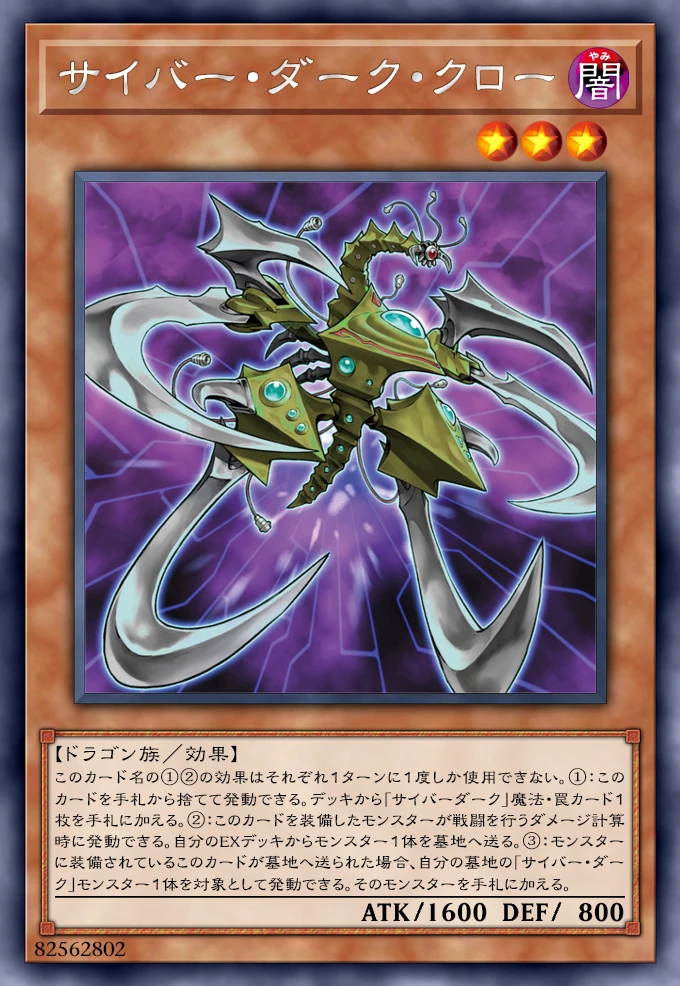 サイバー・ダーク・クロー
やみ
闇
【ドラゴン族／効果】
このカード名の①②の効果はそれぞれ1ターンに1度しか使用できない。①：この
カードを手札から捨てて発動できる。デッキから「サイバーダーク」魔法・罠カード1
枚を手札に加える。②：このカードを装備したモンスターが戦闘を行うダメージ計算
時に発動できる。自分のEXデッキからモンスター1体を墓地へ送る。③：モンスター
に装備されているこのカードが墓地へ送られた場合、自分の墓地の「サイバー・ダー
ク」モンスター1体を対象として発動できる。そのモンスターを手札に加える。
ATK/1600 DEF/ 800
82562802